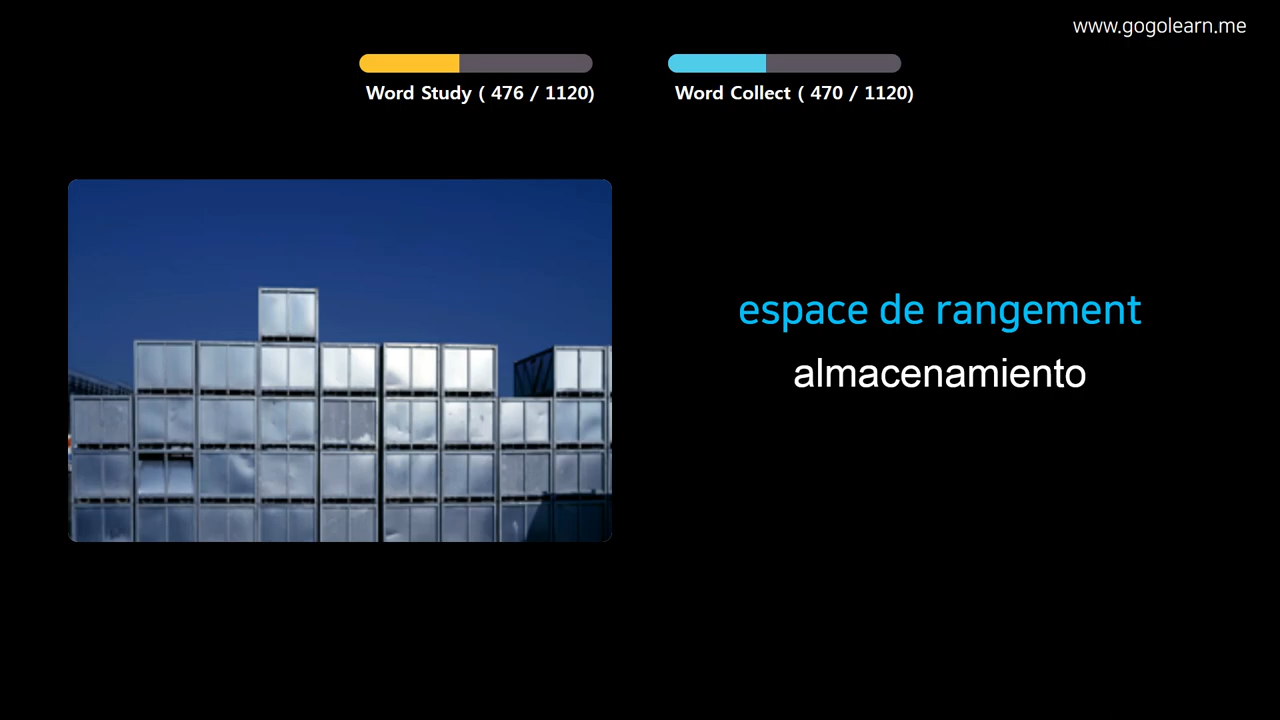 www.gogolearn.me
Word Study ( 476 / 1120)
Word Collect ( 470 / 1120)
espace de rangement
almacenamiento